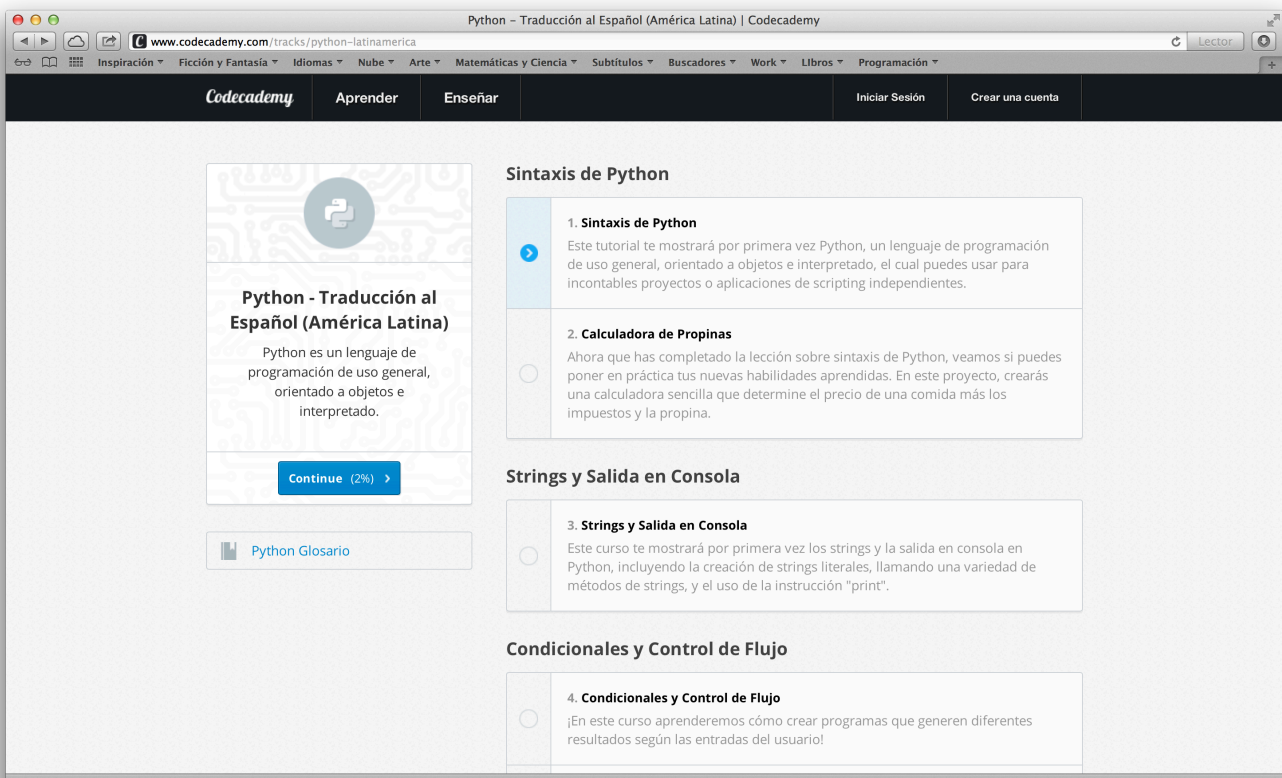 Python – Traducción al Español (América Latina) | Codecademy
www.codecademy.com/tracks/python-latinamerica
Lector
Inspiración Ficción y Fantasía Idiomas Nube Arte Matemáticas y Ciencia Subtítulos Buscadores Work LIbros Programación
Codecademy Aprender Enseñar Iniciar Sesión Crear una cuenta
Python - Traducción al
Español (América Latina)
Python es un lenguaje de
programación de uso general,
orientado a objetos e
interpretado.
Continue (2%)
Python Glosario
Sintaxis de Python
1. Sintaxis de Python
Este tutorial te mostrará por primera vez Python, un lenguaje de programación
de uso general, orientado a objetos e interpretado, el cual puedes usar para
incontables proyectos o aplicaciones de scripting independientes.
2. Calculadora de Propinas
Ahora que has completado la lección sobre sintaxis de Python, veamos si puedes
poner en práctica tus nuevas habilidades aprendidas. En este proyecto, crearás
una calculadora sencilla que determine el precio de una comida más los
impuestos y la propina.
Strings y Salida en Consola
3. Strings y Salida en Consola
Este curso te mostrará por primera vez los strings y la salida en consola en
Python, incluyendo la creación de strings literales, llamando una variedad de
métodos de strings, y el uso de la instrucción "print".
Condicionales y Control de Flujo
4. Condicionales y Control de Flujo
¡En este curso aprenderemos cómo crear programas que generen diferentes
resultados según las entradas del usuario!